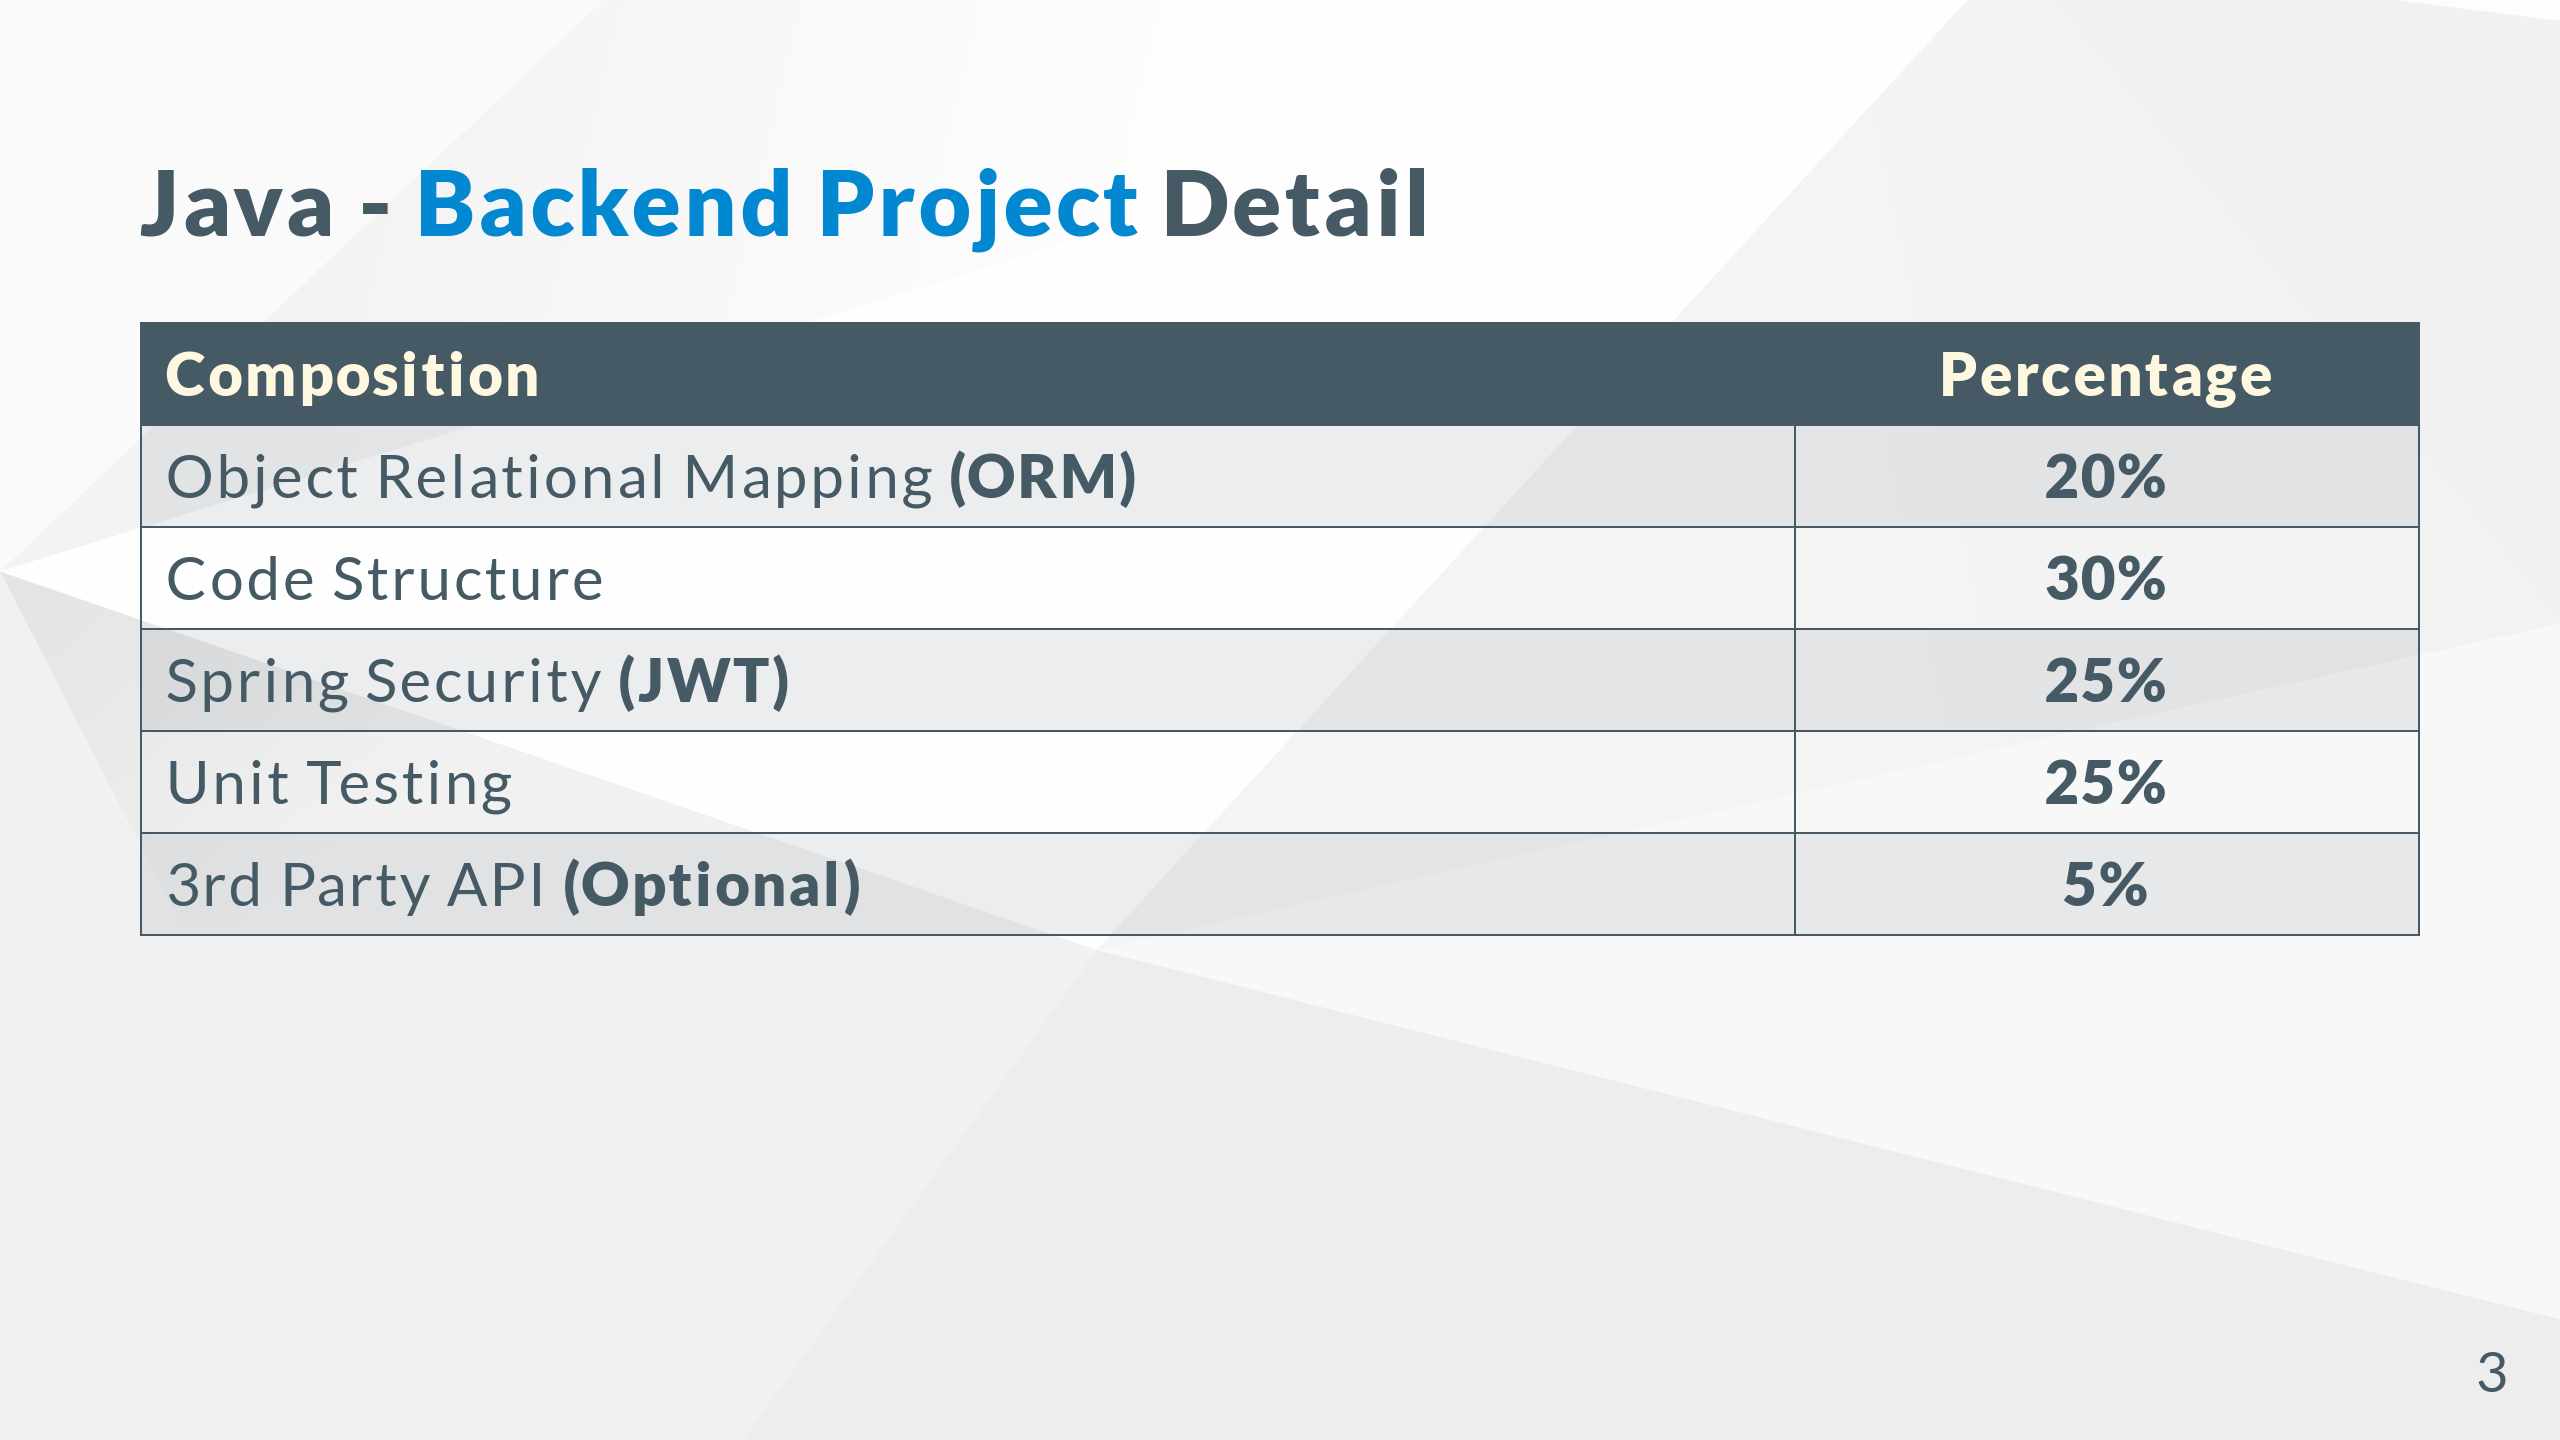 Java - Backend Project Detail
Composition Percentage
Object Relational Mapping (ORM) 20%
Code Structure 30%
Spring Security (JWT) 25%
Unit Testing 25%
3rd Party API (Optional) 5%
3